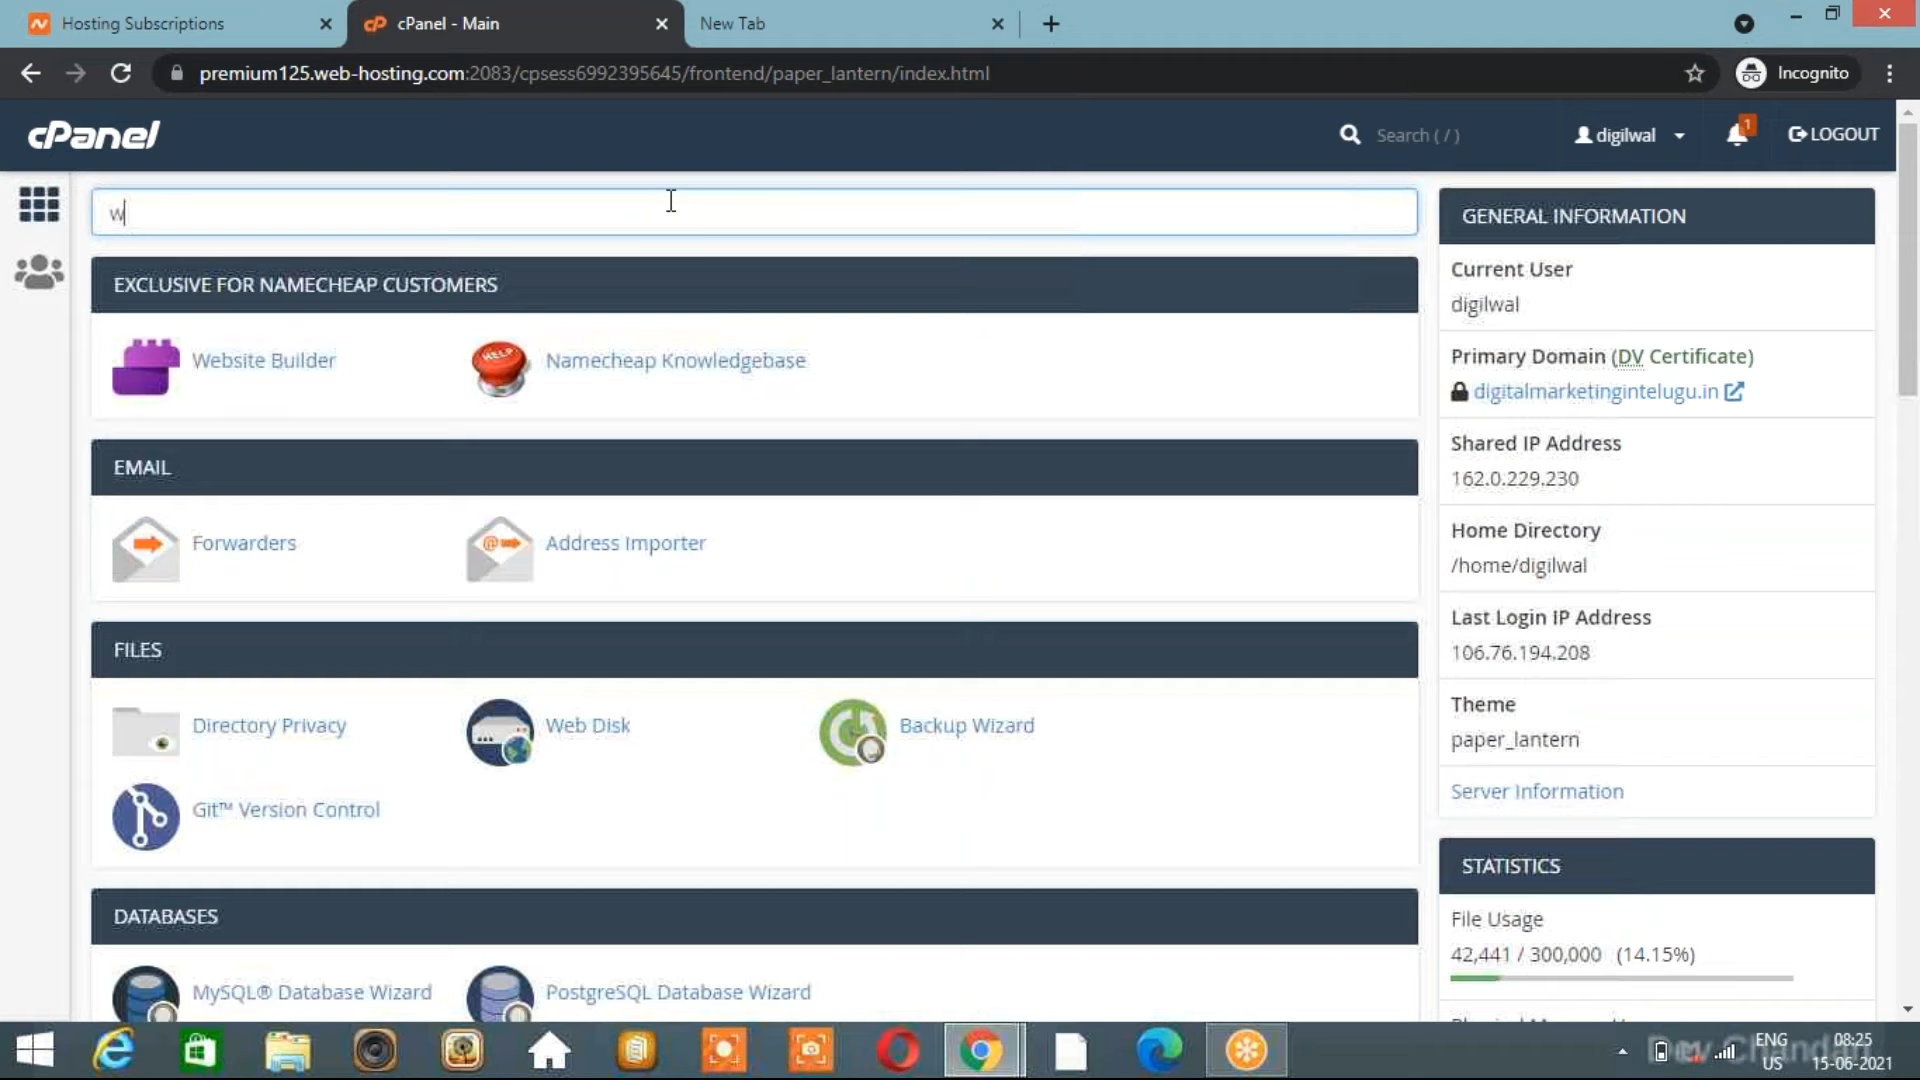 Hosting Subscriptions
cPanel - Main
New Tab
premium125.web-hosting.com:2083/cpsess6992395645/frontend/paper_lantern/index.html
Incognito
cPanel
Search ( / )
digilwal
1
LOGOUT
w
EXCLUSIVE FOR NAMECHEAP CUSTOMERS
Website Builder
HELP
Namecheap Knowledgebase
EMAIL
Forwarders
Address Importer
FILES
Directory Privacy
Web Disk
Backup Wizard
Git™ Version Control
DATABASES
MySQL® Database Wizard
PostgreSQL Database Wizard
GENERAL INFORMATION
Current User
digilwal
Primary Domain (DV Certificate)
digitalmarketingintelugu.in
Shared IP Address
162.0.229.230
Home Directory
/home/digilwal
Last Login IP Address
106.76.194.208
Theme
paper_lantern
Server Information
STATISTICS
File Usage
42,441 / 300,000 (14.15%)
ENG
US
08:25
15-06-2021